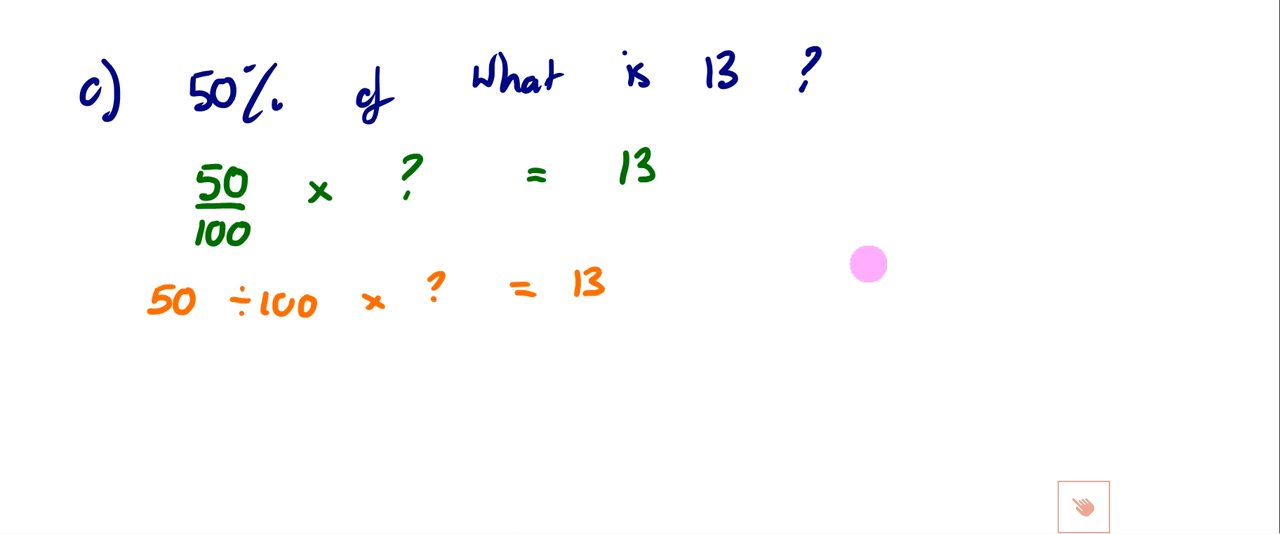 c) 50% of what is 13 ?
50/100 × ? = 13
50 ÷ 100 × ? = 13